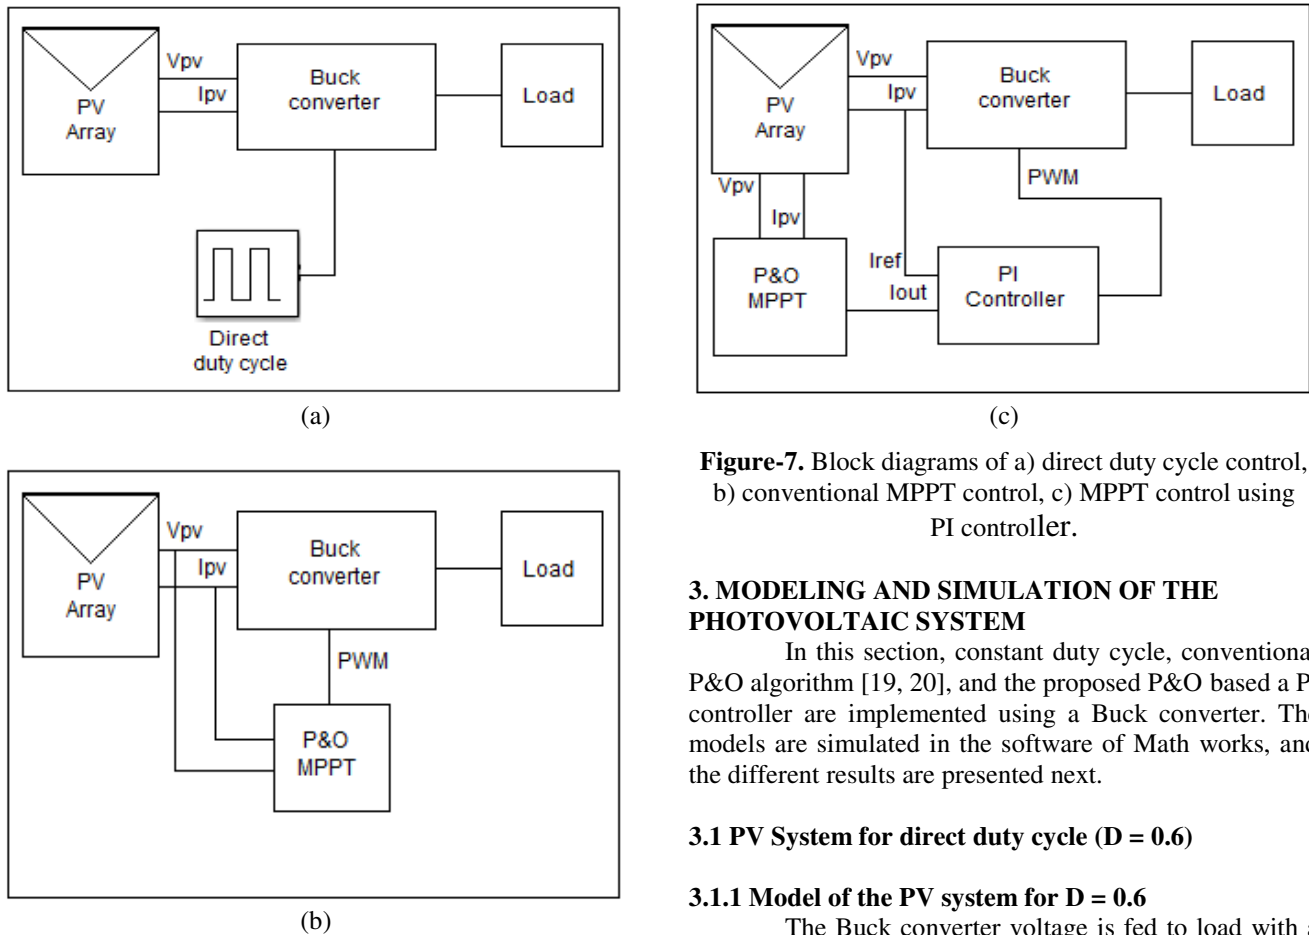 Vpv
Ipv
PV
Array
Buck
converter
Load
Direct
duty cycle
(a)
Vpv
Ipv
PV
Array
Buck
converter
Load
PWM
P&O
MPPT
(b)
Vpv
Ipv
PV
Array
Buck
converter
Load
Vpv
Ipv
PWM
P&O
MPPT
Iref
Iout
PI
Controller
(c)
Figure-7. Block diagrams of a) direct duty cycle control,
b) conventional MPPT control, c) MPPT control using
PI controller.
3. MODELING AND SIMULATION OF THE
PHOTOVOLTAIC SYSTEM
In this section, constant duty cycle, conventiona
P&O algorithm [19, 20], and the proposed P&O based a P
controller are implemented using a Buck converter. The
models are simulated in the software of Math works, and
the different results are presented next.
3.1 PV System for direct duty cycle (D = 0.6)
3.1.1 Model of the PV system for D = 0.6
The Buck converter voltage is fed to load with a